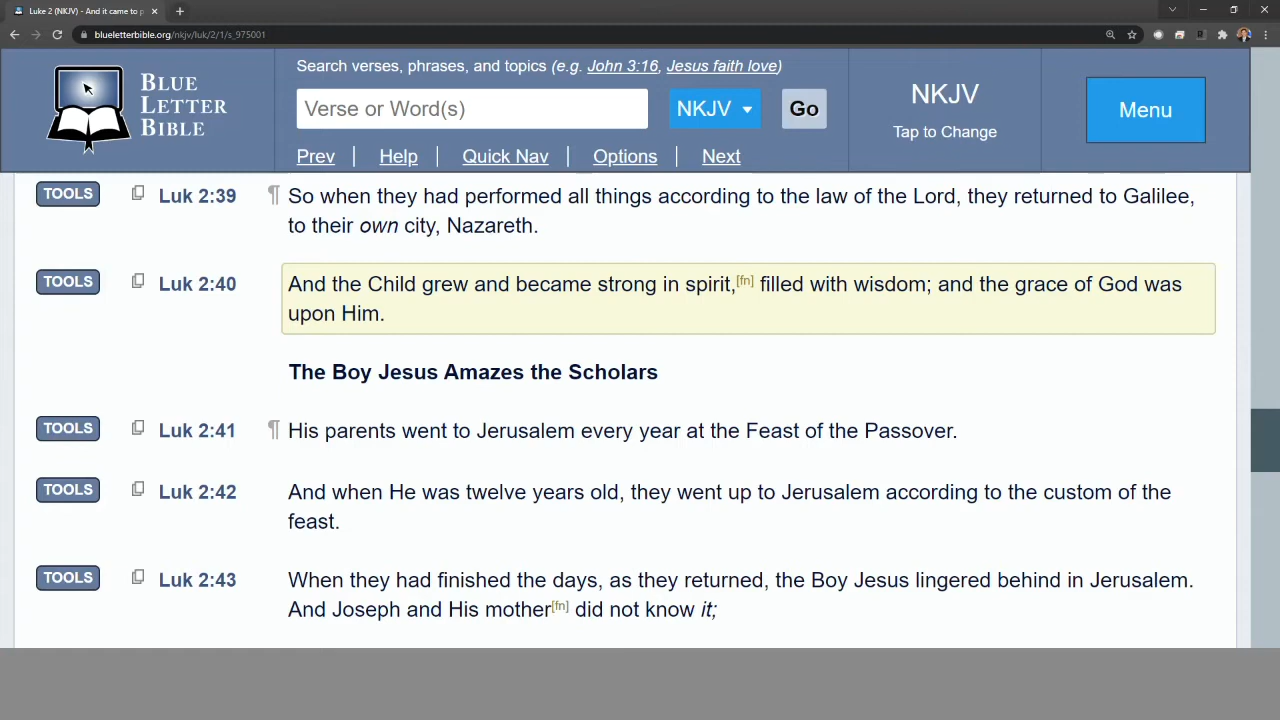 Luke 2 (NKJV) - And it came to p
blueletterbible.org/nkjv/luk/2/1/s_975001
BLUE
LETTER
BIBLE
Search verses, phrases, and topics (e.g. John 3:16, Jesus faith love)
Verse or Word(s)
NKJV
Go
Prev | Help | Quick Nav | Options | Next
NKJV
Tap to Change
Menu
TOOLS Luk 2:39 ¶ So when they had performed all things according to the law of the Lord, they returned to Galilee,
to their own city, Nazareth.
TOOLS Luk 2:40 And the Child grew and became strong in spirit,[fn] filled with wisdom; and the grace of God was
upon Him.
The Boy Jesus Amazes the Scholars
TOOLS Luk 2:41 ¶ His parents went to Jerusalem every year at the Feast of the Passover.
TOOLS Luk 2:42 And when He was twelve years old, they went up to Jerusalem according to the custom of the
feast.
TOOLS Luk 2:43 When they had finished the days, as they returned, the Boy Jesus lingered behind in Jerusalem.
And Joseph and His mother[fn] did not know it;